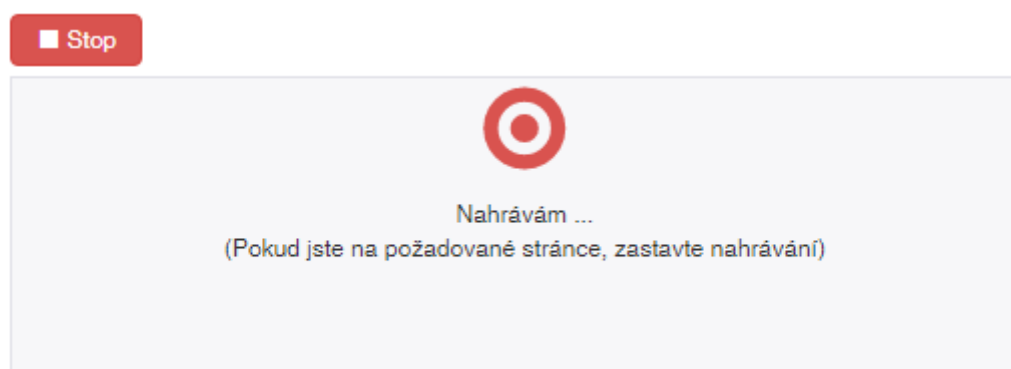 Stop
Nahrávám ...
(Pokud jste na požadované stránce, zastavte nahrávání)